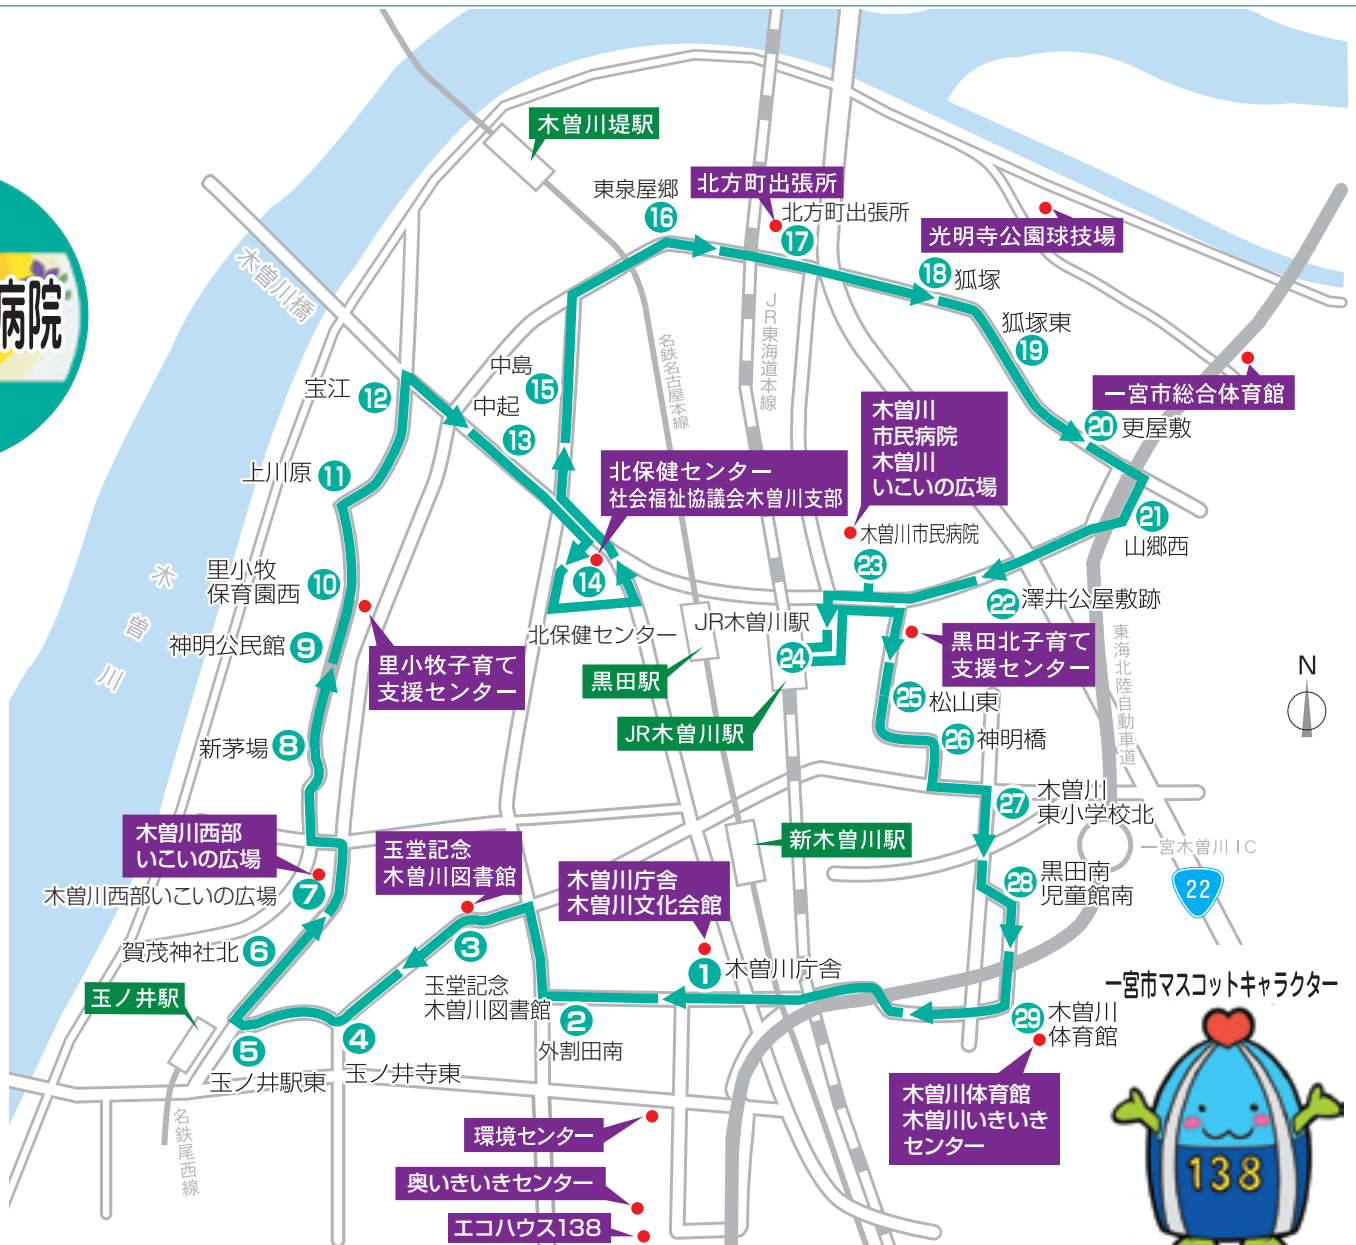 病院
木曽川堤駅
東泉屋郷
16
北方町出張所
北方町出張所
17
光明寺公園球技場
18
狐塚
狐塚東
19
木曽川橋
JR東海道本線
名鉄名古屋本線
一宮市総合体育館
中島
15
宝江
12
中起
13
木曽川
市民病院
木曽川
いこいの広場
20
更屋敷
上川原
11
北保健センター
社会福祉協議会木曽川支部
21
山郷西
木曽川市民病院
23
木曽川
里小牧
保育園西
10
14
22
澤井公屋敷跡
北保健センター
JR木曽川駅
24
神明公民館
9
里小牧子育て
支援センター
黒田駅
黒田北子育て
支援センター
東海北陸自動車道
N
25
松山東
JR木曽川駅
新茅場
8
26
神明橋
27
木曽川
東小学校北
木曽川西部
いこいの広場
玉堂記念
木曽川図書館
新木曽川駅
一宮木曽川IC
22
木曽川西部いこいの広場
7
木曽川庁舎
木曽川文化会館
28
黒田南
児童館南
賀茂神社北
6
3
玉堂記念
木曽川図書館
1
木曽川庁舎
一宮市マスコットキャラクター
玉ノ井駅
2
外割田南
29
木曽川
体育館
5
玉ノ井駅東
4
玉ノ井寺東
名鉄尾西線
木曽川体育館
木曽川いきいき
センター
環境センター
奥いきいきセンター
エコハウス138
138